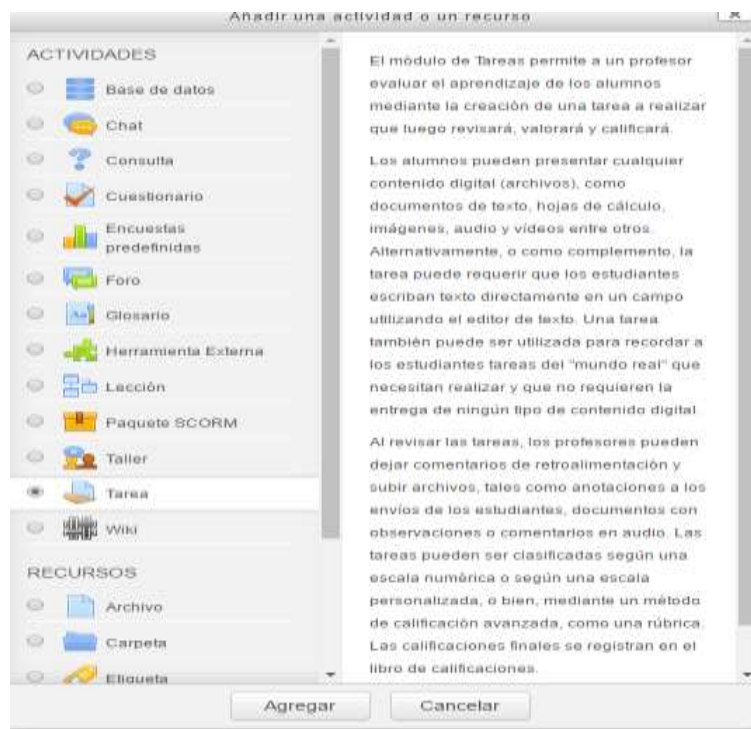 Añadir una actividad o un recurso
ACTIVIDADES
Base de datos
Chat
Consulta
Cuestionario
Encuestas
predefinidas
Foro
Glosario
Herramienta Externa
Lección
Paquete SCORM
Taller
Tarea
Wiki
RECURSOS
Archivo
Carpeta
Etiqueta
El módulo de Tareas permite a un profesor
evaluar el aprendizaje de los alumnos
mediante la creación de una tarea a realizar
que luego revisará, valorará y calificará.
Los alumnos pueden presentar cualquier
contenido digital (archivos), como
documentos de texto, hojas de cálculo,
imágenes, audio y vídeos entre otros.
Alternativamente, o como complemento, la
tarea puede requerir que los estudiantes
escriban texto directamente en un campo
utilizando el editor de texto. Una tarea
también puede ser utilizada para recordar a
los estudiantes tareas del "mundo real" que
necesitan realizar y que no requieren la
entrega de ningún tipo de contenido digital.
Al revisar las tareas, los profesores pueden
dejar comentarios de retroalimentación y
subir archivos, tales como anotaciones a los
envíos de los estudiantes, documentos con
observaciones o comentarios en audio. Las
tareas pueden ser clasificadas según una
escala numérica o según una escala
personalizada, o bien, mediante un método
de calificación avanzada, como una rúbrica.
Las calificaciones finales se registran en el
libro de calificaciones.
Agregar
Cancelar